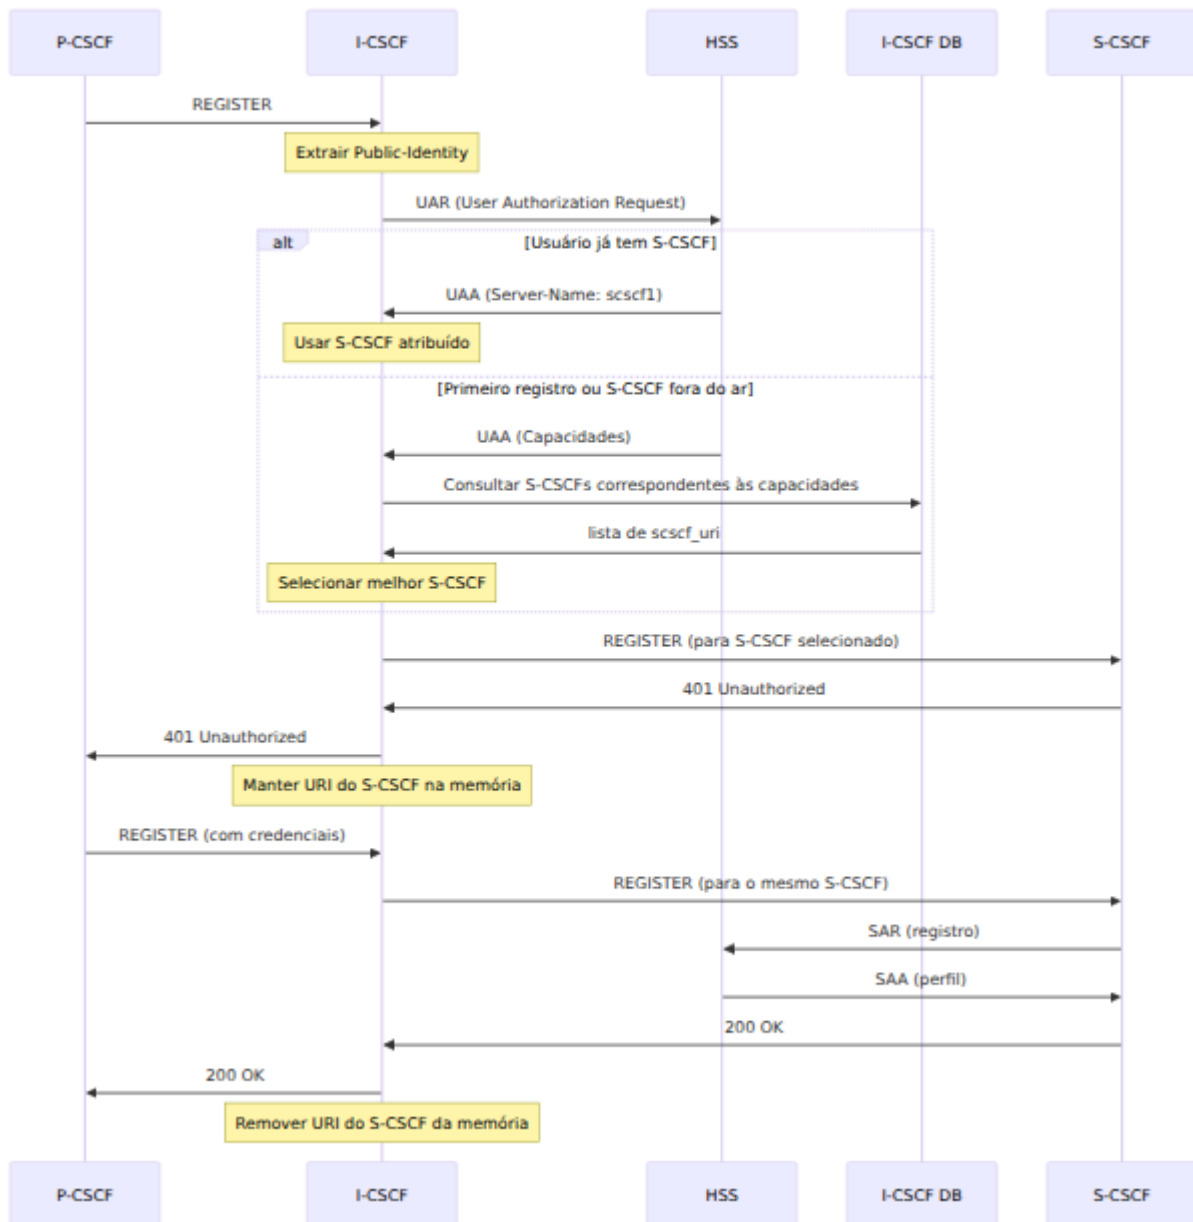 P-CSCF
I-CSCF
HSS
I-CSCF DB
S-CSCF
REGISTER
Extrair Public-Identity
UAR (User Authorization Request)
alt
[Usuário já tem S-CSCF]
UAA (Server-Name: scscf1)
Usar S-CSCF atribuído
[Primeiro registro ou S-CSCF fora do ar]
UAA (Capacidades)
Consultar S-CSCFs correspondentes às capacidades
lista de scscf_uri
Selecionar melhor S-CSCF
REGISTER (para S-CSCF selecionado)
401 Unauthorized
401 Unauthorized
Manter URI do S-CSCF na memória
REGISTER (com credenciais)
REGISTER (para o mesmo S-CSCF)
SAR (registro)
SAA (perfil)
200 OK
200 OK
Remover URI do S-CSCF da memória
P-CSCF
I-CSCF
HSS
I-CSCF DB
S-CSCF